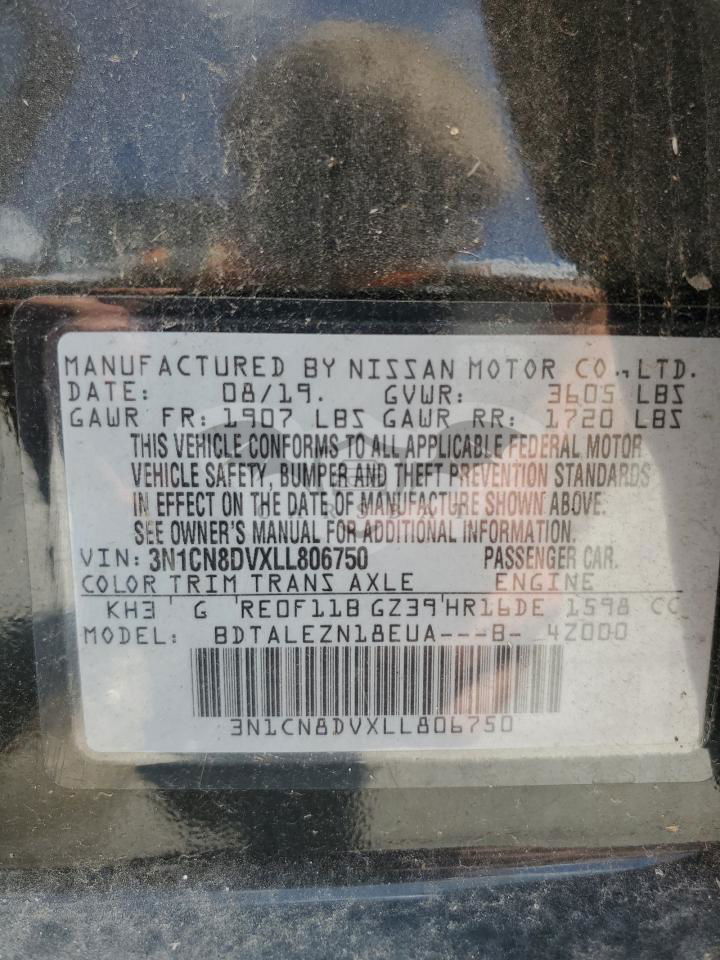 MANUFACTURED BY NISSAN MOTOR CO., LTD.
DATE: 08/19. GVWR: 3605 LBS
GAWR FR: 1907 LBS GAWR RR: 1720 LBS
THIS VEHICLE CONFORMS TO ALL APPLICABLE FEDERAL MOTOR
VEHICLE SAFETY, BUMPER AND THEFT PREVENTION STANDARDS
IN EFFECT ON THE DATE OF MANUFACTURE SHOWN ABOVE.
SEE OWNER'S MANUAL FOR ADDITIONAL INFORMATION.
VIN: 3N1CN8DVXLL806750 PASSENGER CAR.
COLOR TRIM TRANS AXLE ENGINE
KH3 G RE0F11B GZ39 HR16DE 1598 CC
MODEL: BDTALEZN18EUA---B- 4Z000
3N1CN8DVXLL806750